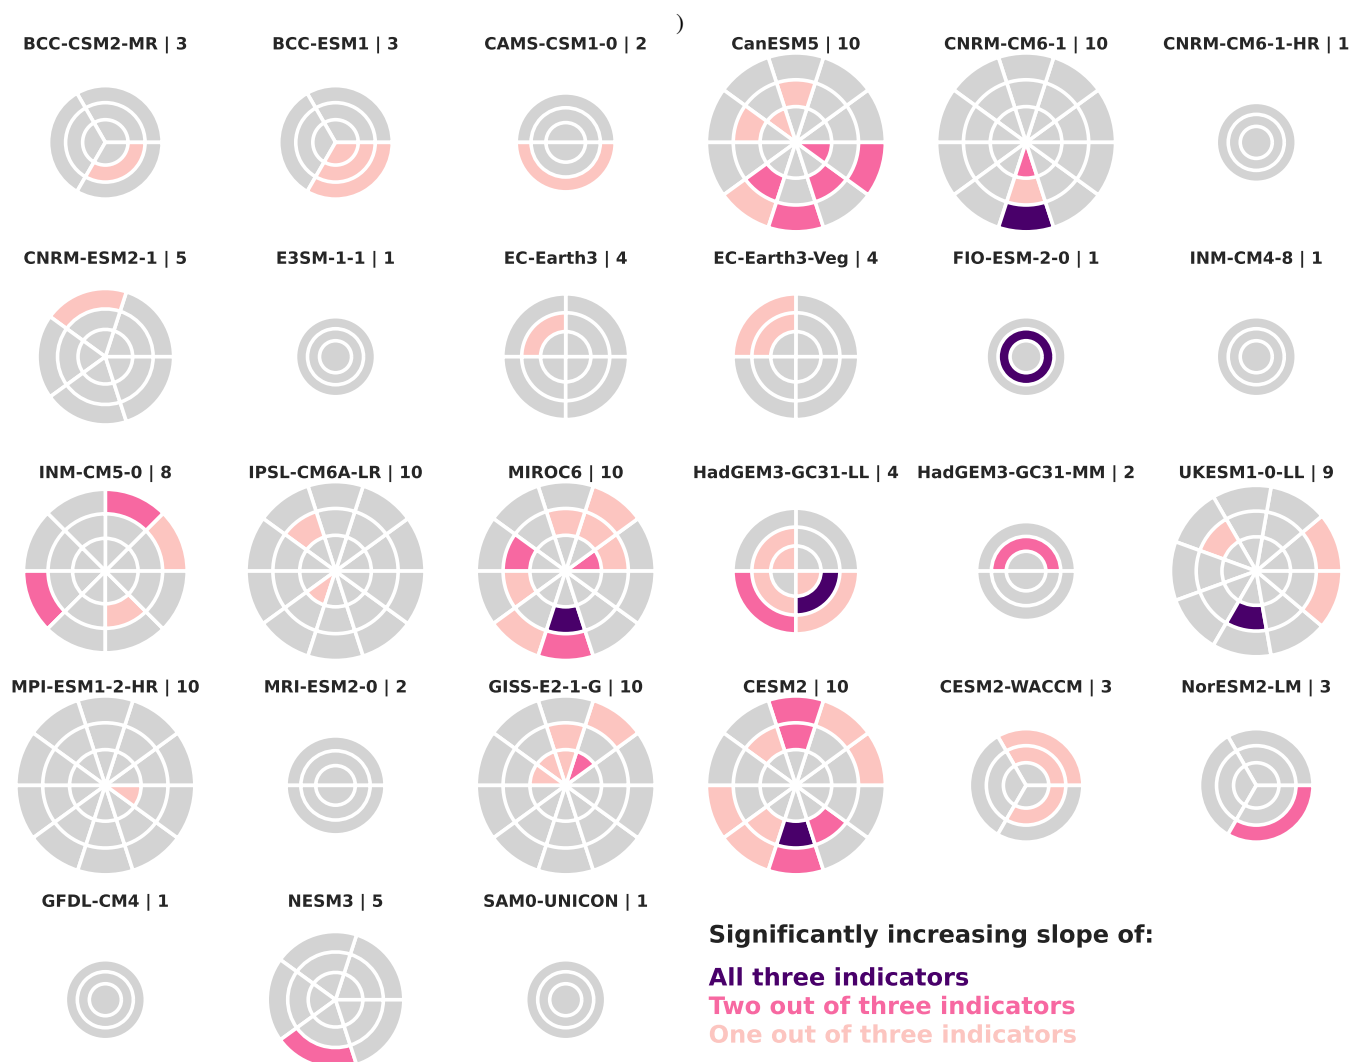 )
BCC-CSM2-MR | 3
BCC-ESM1 | 3
CAMS-CSM1-0 | 2
CanESM5 | 10
CNRM-CM6-1 | 10
CNRM-CM6-1-HR | 1
CNRM-ESM2-1 | 5
E3SM-1-1 | 1
EC-Earth3 | 4
EC-Earth3-Veg | 4
FIO-ESM-2-0 | 1
INM-CM4-8 | 1
INM-CM5-0 | 8
IPSL-CM6A-LR | 10
MIROC6 | 10
HadGEM3-GC31-LL | 4
HadGEM3-GC31-MM | 2
UKESM1-0-LL | 9
MPI-ESM1-2-HR | 10
MRI-ESM2-0 | 2
GISS-E2-1-G | 10
CESM2 | 10
CESM2-WACCM | 3
NorESM2-LM | 3
GFDL-CM4 | 1
NESM3 | 5
SAM0-UNICON | 1
Significantly increasing slope of:
All three indicators
Two out of three indicators
One out of three indicators